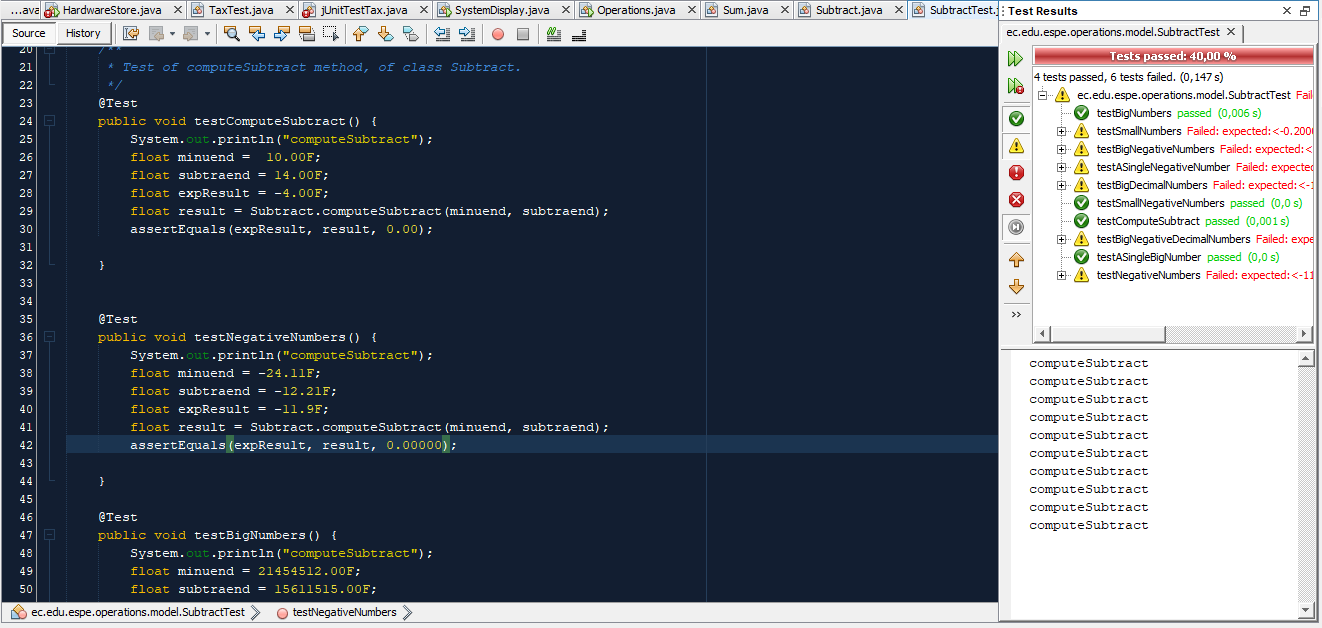 ...ava
HardwareStore.java
TaxTest.java
jUnitTestTax.java
SystemDisplay.java
Operations.java
Sum.java
Subtract.java
SubtractTest.
Source
History
20 /**
21 * Test of computeSubtract method, of class Subtract.
22 */
23 @Test
24 public void testComputeSubtract() {
25 System.out.println("computeSubtract");
26 float minuend = 10.00F;
27 float subtraend = 14.00F;
28 float expResult = -4.00F;
29 float result = Subtract.computeSubtract(minuend, subtraend);
30 assertEquals(expResult, result, 0.00);
31
32 }
33
34
35 @Test
36 public void testNegativeNumbers() {
37 System.out.println("computeSubtract");
38 float minuend = -24.11F;
39 float subtraend = -12.21F;
40 float expResult = -11.9F;
41 float result = Subtract.computeSubtract(minuend, subtraend);
42 assertEquals(expResult, result, 0.00000);
43
44 }
45
46 @Test
47 public void testBigNumbers() {
48 System.out.println("computeSubtract");
49 float minuend = 21454512.00F;
50 float subtraend = 15611515.00F;
ec.edu.espe.operations.model.SubtractTest
testNegativeNumbers
Test Results
ec.edu.espe.operations.model.SubtractTest
Tests passed: 40,00 %
4 tests passed, 6 tests failed. (0,147 s)
ec.edu.espe.operations.model.SubtractTest Fail
testBigNumbers passed (0,006 s)
testSmallNumbers Failed: expected:<-0.2000
testBigNegativeNumbers Failed: expected:<
testASingleNegativeNumber Failed: expected
testBigDecimalNumbers Failed: expected:<-1
testSmallNegativeNumbers passed (0,0 s)
testComputeSubtract passed (0,001 s)
testBigNegativeDecimalNumbers Failed: expe
testASingleBigNumber passed (0,0 s)
testNegativeNumbers Failed: expected:<-11
computeSubtract
computeSubtract
computeSubtract
computeSubtract
computeSubtract
computeSubtract
computeSubtract
computeSubtract
computeSubtract
computeSubtract